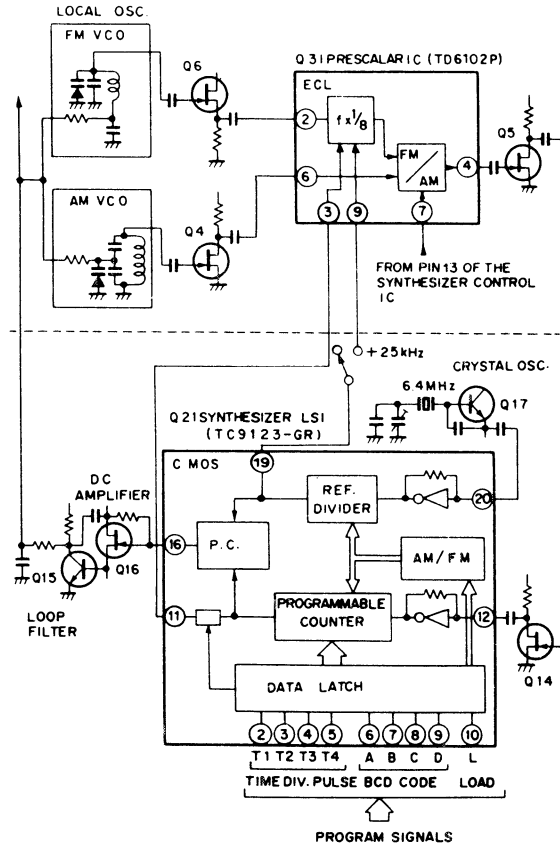 LOCAL OSC.
FM VCO
Q6
Q31 PRESCALAR IC (TD6102P)
ECL
2
f x 1/8
FM
AM
4
Q5
6
3
9
7
AM VCO
Q4
FROM PIN 13 OF THE
SYNTHESIZER CONTROL
IC
+25kHz
CRYSTAL OSC.
6.4MHz
Q17
Q21 SYNTHESIZER LSI
(TC9123-GR)
C MOS
19
REF.
DIVIDER
20
DC
AMPLIFIER
16
P.C.
AM/FM
Q15
Q16
LOOP
FILTER
11
PROGRAMMABLE
COUNTER
12
Q14
DATA LATCH
2 3 4 5 6 7 8 9 10
T1 T2 T3 T4 A B C D L
TIME DIV. PULSE BCD CODE LOAD
PROGRAM SIGNALS